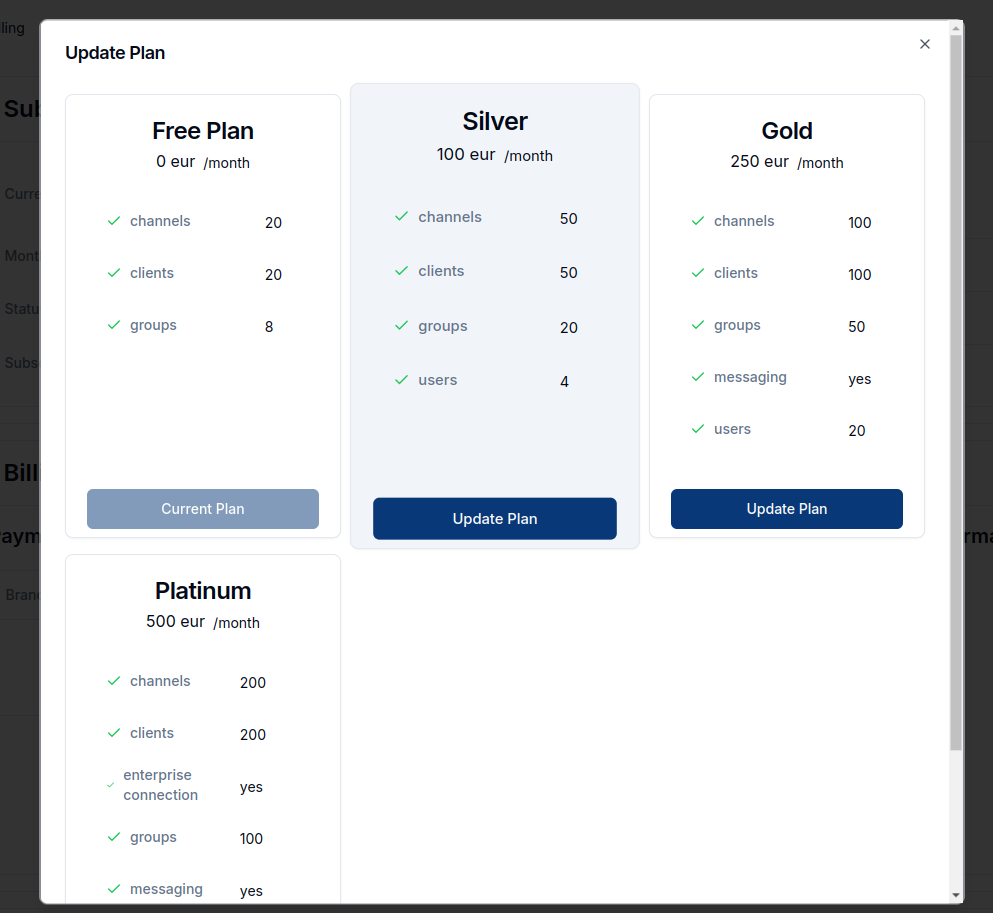 lling
Update Plan
Free Plan
0 eur /month
channels 20
clients 20
groups 8
Current Plan
Silver
100 eur /month
channels 50
clients 50
groups 20
users 4
Update Plan
Gold
250 eur /month
channels 100
clients 100
groups 50
messaging yes
users 20
Update Plan
Platinum
500 eur /month
channels 200
clients 200
enterprise
connection yes
groups 100
messaging yes
Sub
Curre
Mont
Statu
Subs
Bill
aym
rma
Branc